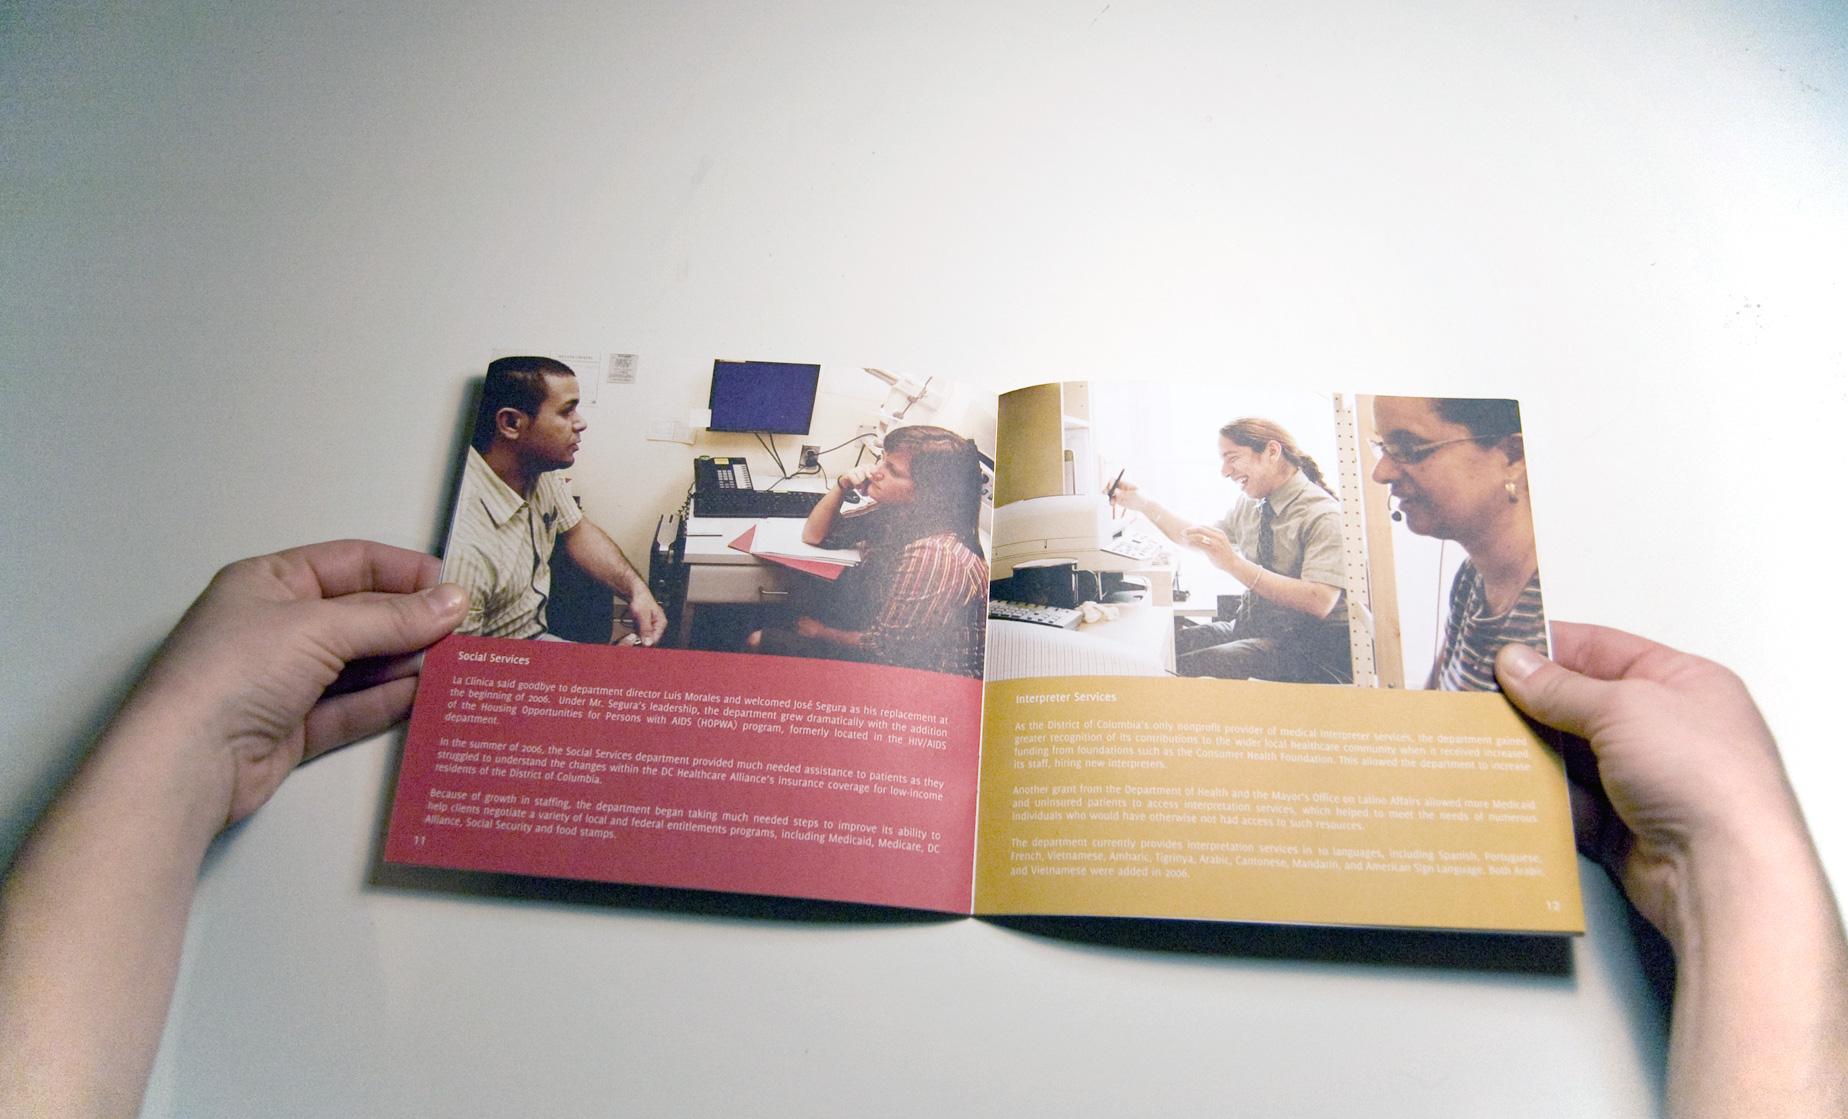 Social Services
La Clínica said goodbye to department director Luis Morales and welcomed José Segura as his replacement at
the beginning of 2006. Under Mr. Segura's leadership, the department grew dramatically with the addition
of the Housing Opportunities for Persons with AIDS (HOPWA) program, formerly located in the HIV/AIDS
department.
In the summer of 2006, the Social Services department provided much needed assistance to patients as they
struggled to understand the changes within the DC Healthcare Alliance's insurance coverage for low-income
residents of the District of Columbia.
Because of growth in staffing, the department began taking much needed steps to improve its ability to
help clients negotiate a variety of local and federal entitlements programs, including Medicaid, Medicare, DC
Alliance, Social Security and food stamps.
11
Interpreter Services
As the District of Columbia's only nonprofit provider of medical interpreter services, the department gained
greater recognition of its contributions to the wider local healthcare community when it received increased
funding from foundations such as the Consumer Health Foundation. This allowed the department to increase
its staff, hiring new interpreters.
Another grant from the Department of Health and the Mayor's Office on Latino Affairs allowed more Medicaid
and uninsured patients to access interpretation services, which helped to meet the needs of numerous
individuals who would have otherwise not had access to such resources.
The department currently provides interpretation services in 10 languages, including Spanish, Portuguese,
French, Vietnamese, Amharic, Tigrinya, Arabic, Cantonese, Mandarin, and American Sign Language. Both Arabic
and Vietnamese were added in 2006.
12